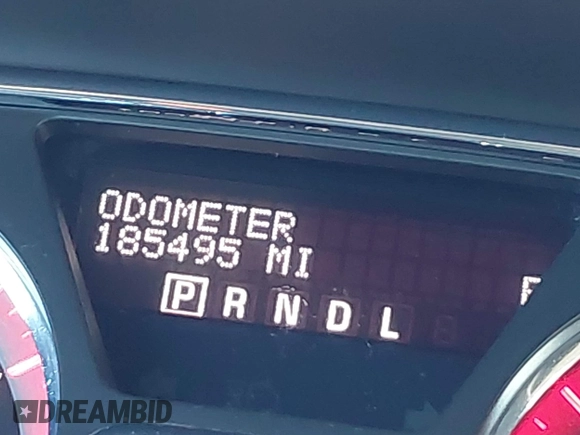 ODOMETER
185495 MI
P R N D L
DREAMBID